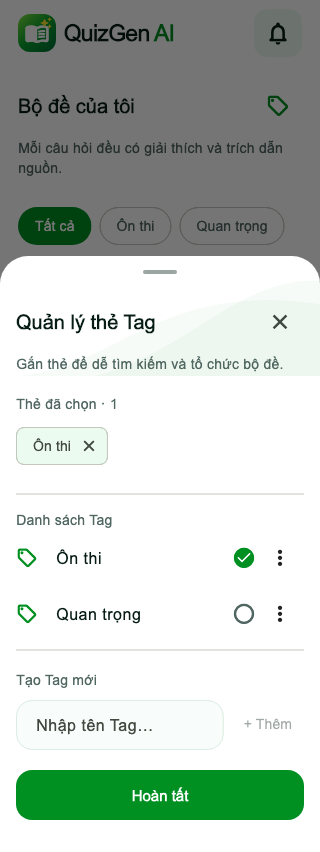 QuizGen AI
Bộ đề của tôi
Mỗi câu hỏi đều có giải thích và trích dẫn
nguồn.
Tất cả
Ôn thi
Quan trọng
Quản lý thẻ Tag
Gắn thẻ để dễ tìm kiếm và tổ chức bộ đề.
Thẻ đã chọn · 1
Ôn thi
Danh sách Tag
Ôn thi
Quan trọng
Tạo Tag mới
Nhập tên Tag...
+ Thêm
Hoàn tất